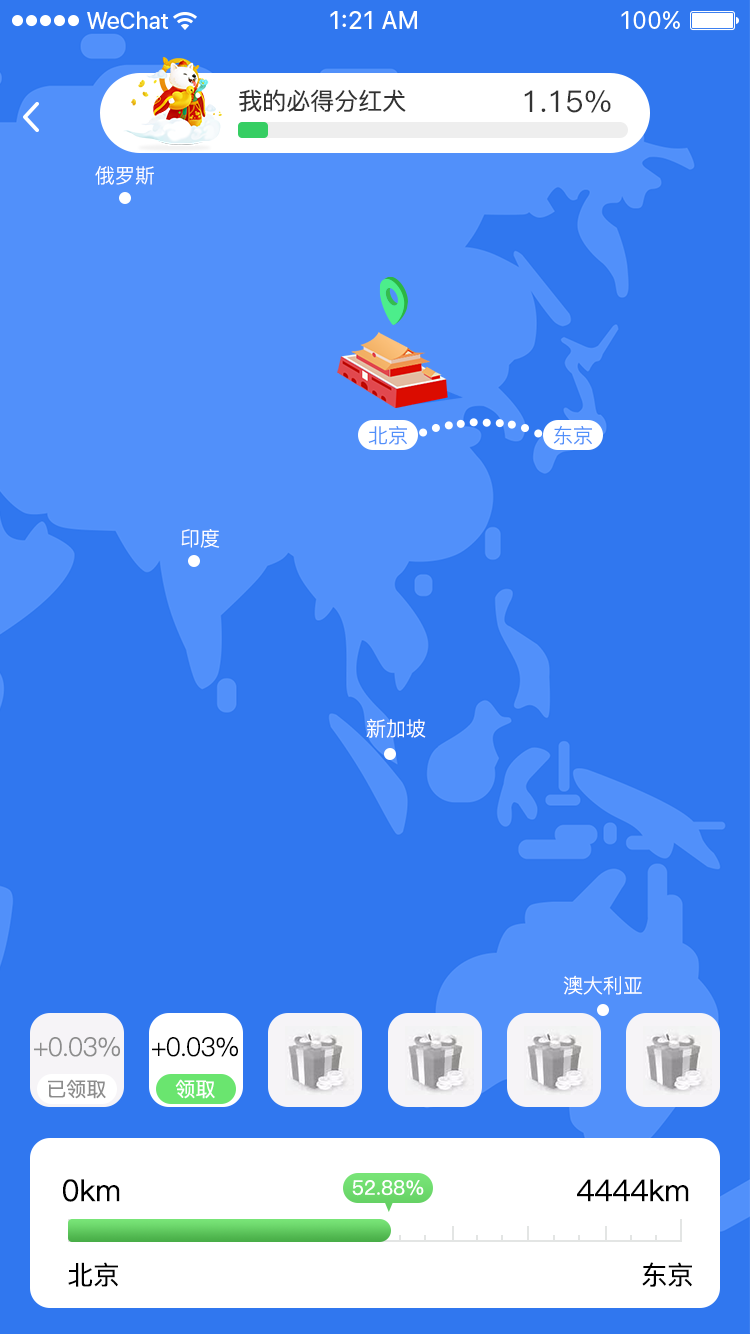 WeChat 1:21 AM 100%
我的必得分红犬 1.15%
俄罗斯
北京 东京
印度
新加坡
澳大利亚
+0.03% +0.03%
已领取 领取
0km 52.88% 4444km
北京 东京